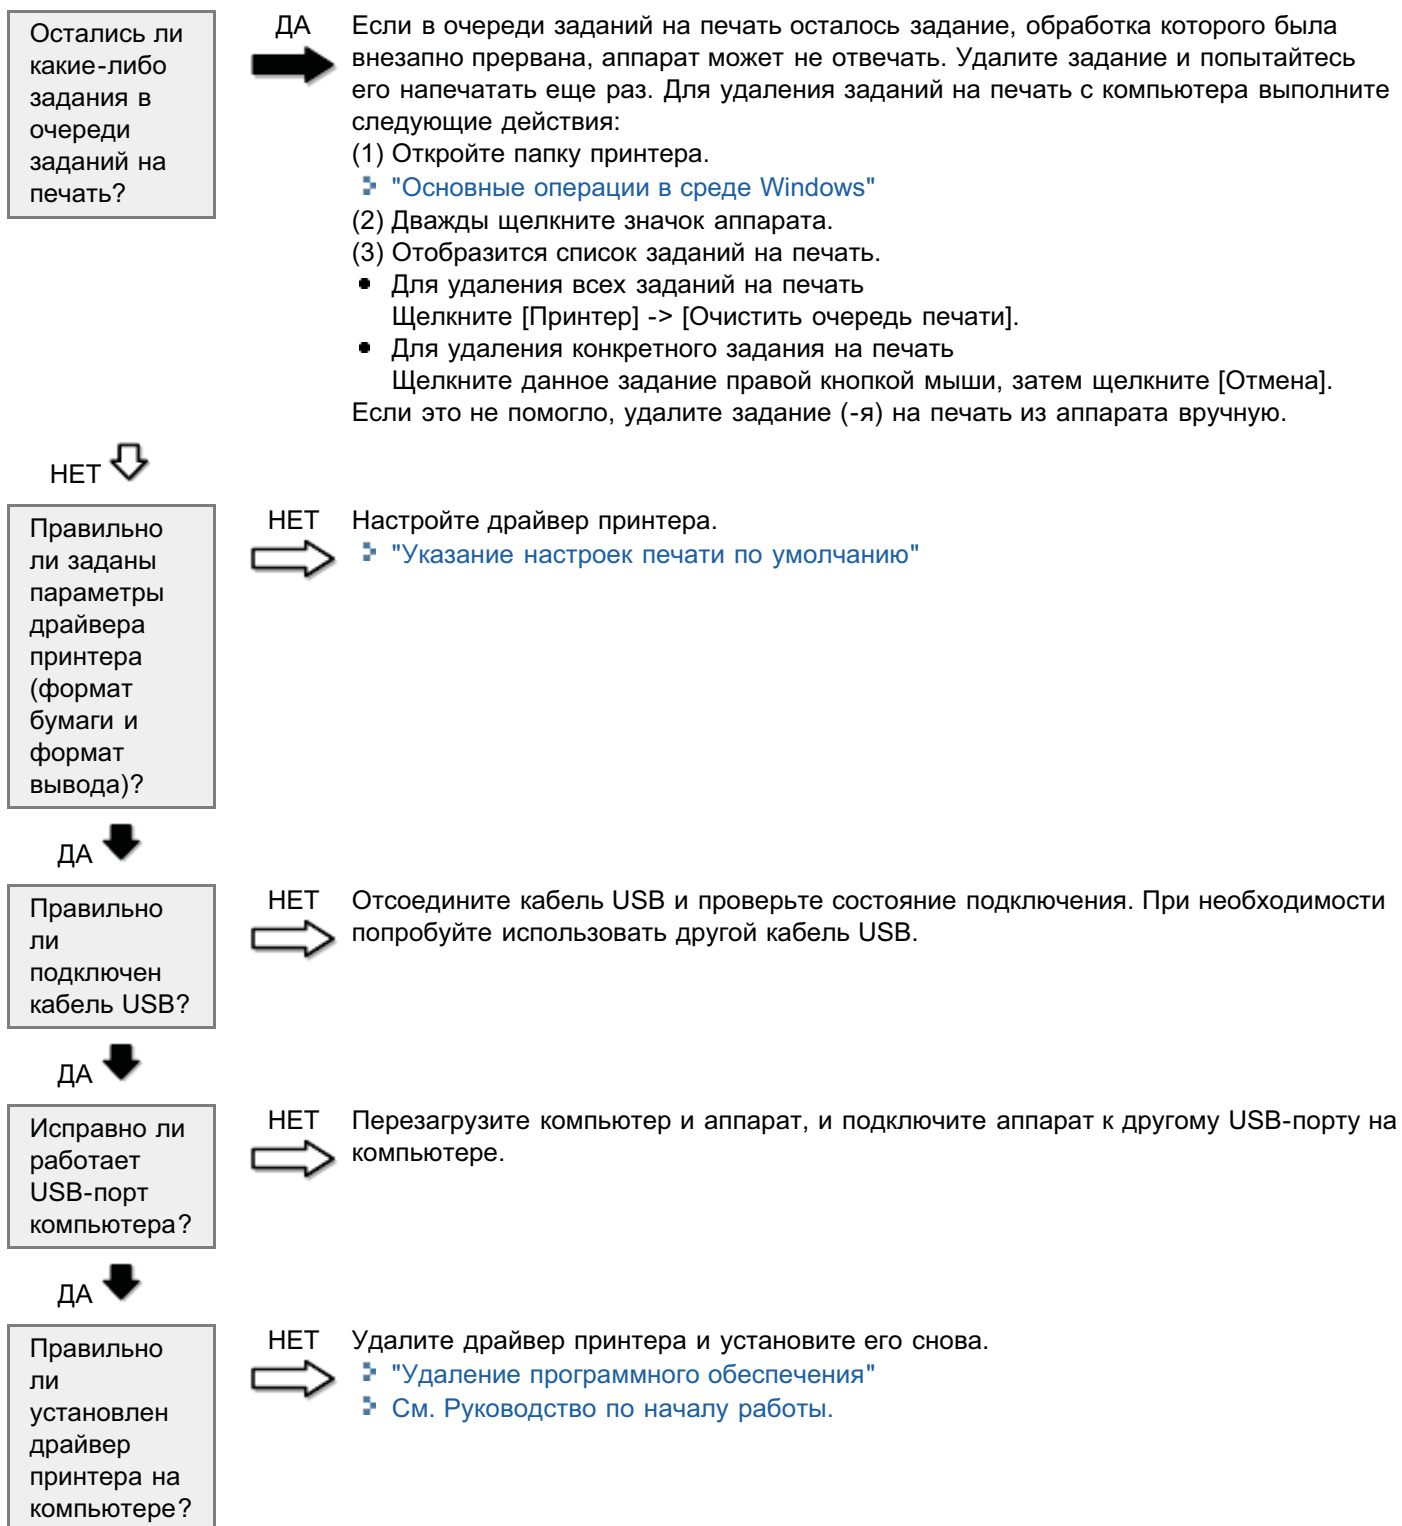 Остались ли
какие-либо
задания в
очереди
заданий на
печать?
ДА
Если в очереди заданий на печать осталось задание, обработка которого была
внезапно прервана, аппарат может не отвечать. Удалите задание и попытайтесь
его напечатать еще раз. Для удаления заданий на печать с компьютера выполните
следующие действия:
(1) Откройте папку принтера.
"Основные операции в среде Windows"
(2) Дважды щелкните значок аппарата.
(3) Отобразится список заданий на печать.
• Для удаления всех заданий на печать
Щелкните [Принтер] -> [Очистить очередь печати].
• Для удаления конкретного задания на печать
Щелкните данное задание правой кнопкой мыши, затем щелкните [Отмена].
Если это не помогло, удалите задание (-я) на печать из аппарата вручную.
НЕТ
Правильно
ли заданы
параметры
драйвера
принтера
(формат
бумаги и
формат
вывода)?
НЕТ
Настройте драйвер принтера.
"Указание настроек печати по умолчанию"
ДА
Правильно
ли
подключен
кабель USB?
НЕТ
Отсоедините кабель USB и проверьте состояние подключения. При необходимости
попробуйте использовать другой кабель USB.
ДА
Исправно ли
работает
USB-порт
компьютера?
НЕТ
Перезагрузите компьютер и аппарат, и подключите аппарат к другому USB-порту на
компьютере.
ДА
Правильно
ли
установлен
драйвер
принтера на
компьютере?
НЕТ
Удалите драйвер принтера и установите его снова.
"Удаление программного обеспечения"
См. Руководство по началу работы.